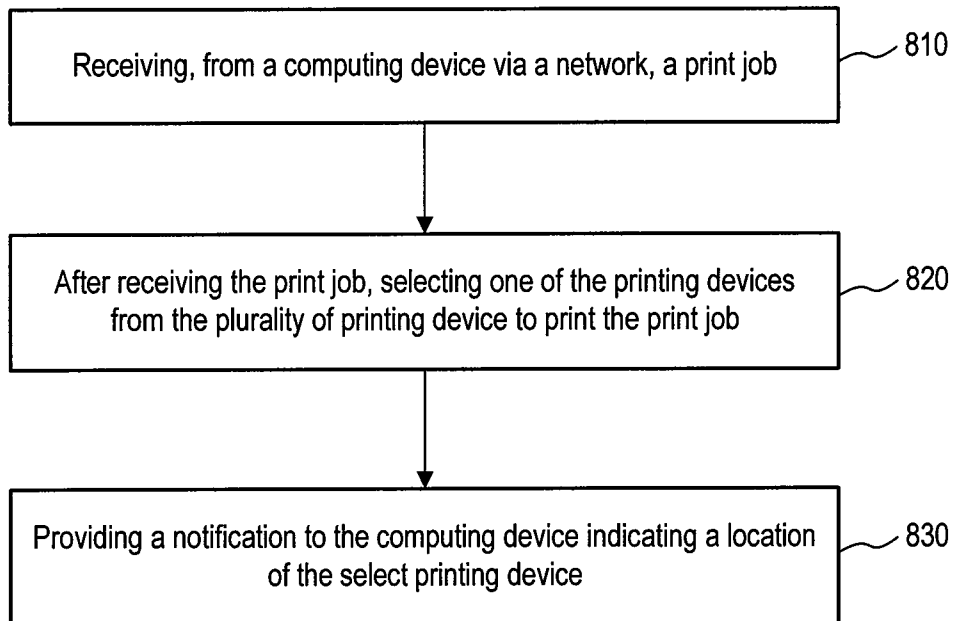 Receiving, from a computing device via a network, a print job
810
After receiving the print job, selecting one of the printing devices
from the plurality of printing device to print the print job
820
Providing a notification to the computing device indicating a location
of the select printing device
830